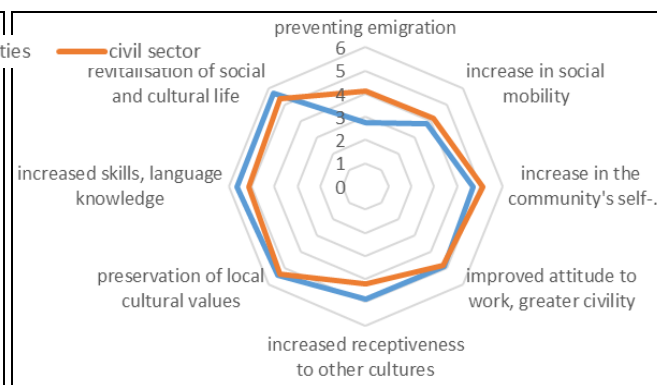 preventing emigration
ties
civil sector
revitalisation of social
and cultural life
increase in social
mobility
6
5
4
3
2
1
0
increased skills, language
knowledge
increase in the
community's self-.
preservation of local
cultural values
improved attitude to
work, greater civility
increased receptiveness
to other cultures